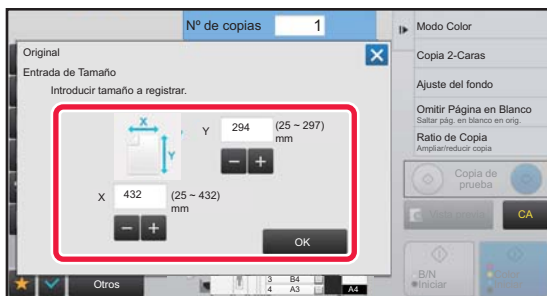 Nº de copias 1
Modo Color
Original
Copia 2-Caras
Entrada de Tamaño
Introducir tamaño a registrar.
Ajuste del fondo
Omitir Página en Blanco
Saltar pág. en blanco en orig.
X
Y
Y 294 (25 ~ 297)
mm
Ratio de Copia
Ampliar/reducir copia
Copia de
prueba
X 432 (25 ~ 432)
mm
CA
OK
B/N
Iniciar
Otros
3 B4
4 A3
A4